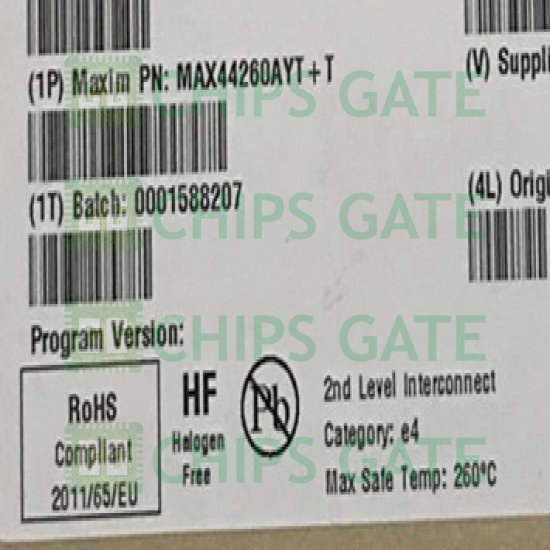 (1P) Maxim PN: MAX44260AYT+T
(V) Suppli
(1T) Batch: 0001588207
(4L) Origi
Program Version:
RoHS
Compliant
2011/65/EU
HF
Halogen
Free
Pb
2nd Level Interconnect
Category: e4
Max Safe Temp: 260°C
CHIPS GATE
CHIPS GATE
CHIPS GATE
CHIPS GATE